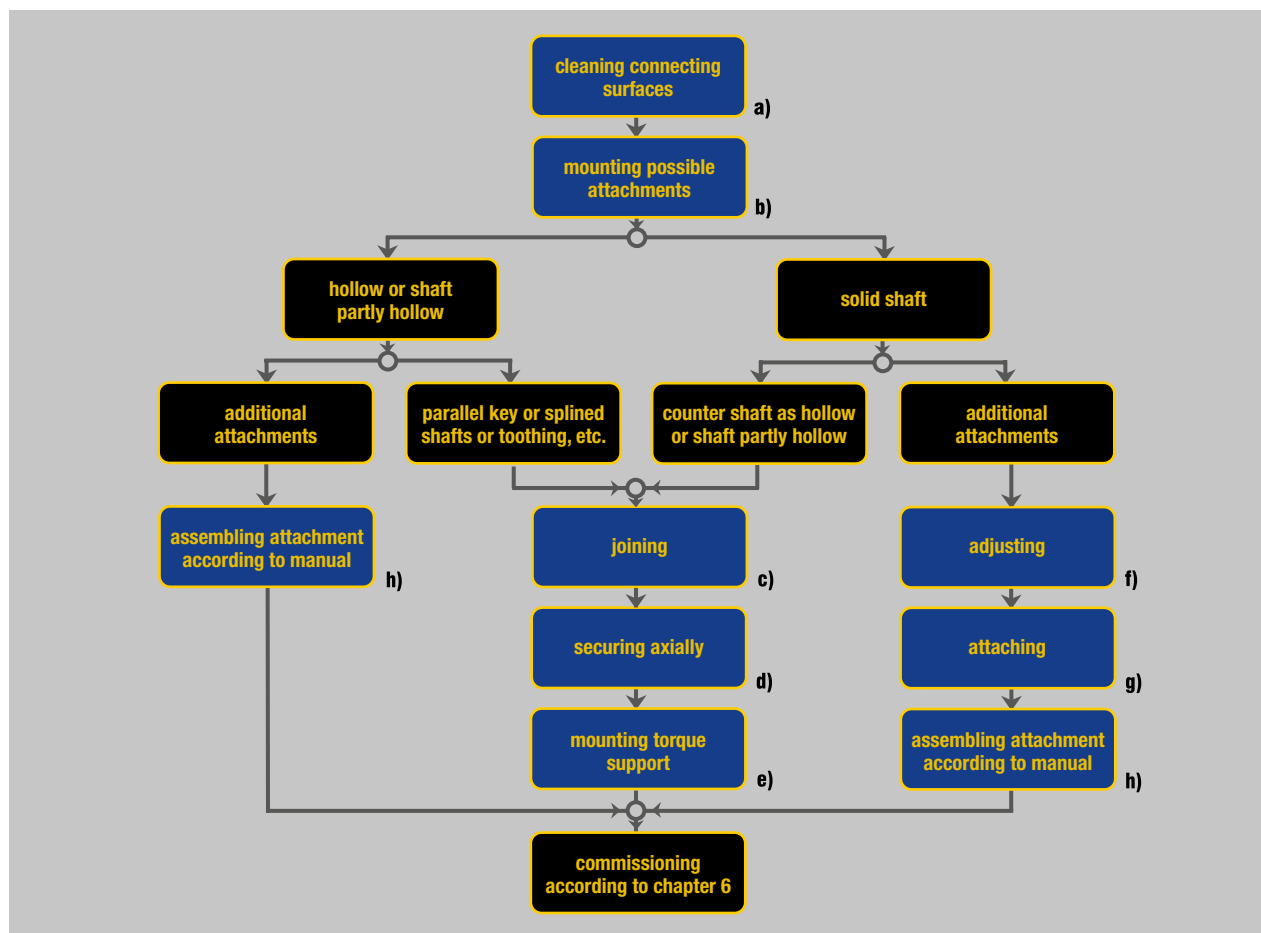 cleaning connecting
surfaces
a)
mounting possible
attachments
b)
hollow or shaft
partly hollow
solid shaft
additional
attachments
parallel key or splined
shafts or toothing, etc.
counter shaft as hollow
or shaft partly hollow
additional
attachments
assembling attachment
according to manual
h)
joining
c)
adjusting
f)
securing axially
d)
attaching
g)
mounting torque
support
e)
assembling attachment
according to manual
h)
commissioning
according to chapter 6